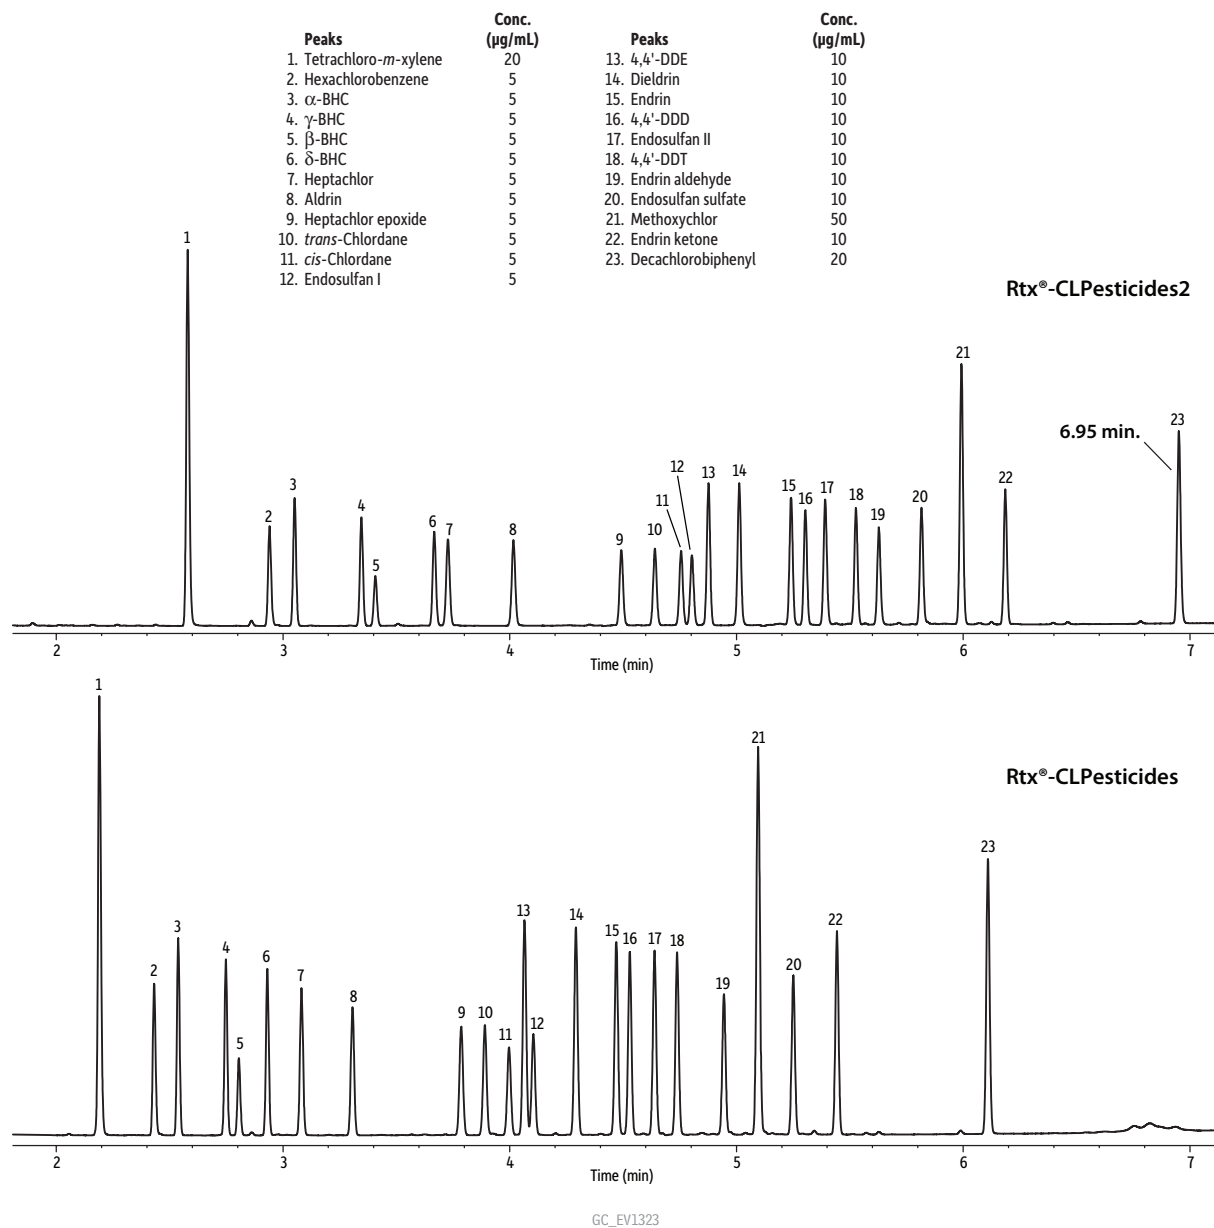 Conc.
Peaks (µg/mL)
1. Tetrachloro-m-xylene 20
2. Hexachlorobenzene 5
3. α-BHC 5
4. γ-BHC 5
5. β-BHC 5
6. δ-BHC 5
7. Heptachlor 5
8. Aldrin 5
9. Heptachlor epoxide 5
10. trans-Chlordane 5
11. cis-Chlordane 5
12. Endosulfan I 5
Conc.
Peaks (µg/mL)
13. 4,4'-DDE 10
14. Dieldrin 10
15. Endrin 10
16. 4,4'-DDD 10
17. Endosulfan II 10
18. 4,4'-DDT 10
19. Endrin aldehyde 10
20. Endosulfan sulfate 10
21. Methoxychlor 50
22. Endrin ketone 10
23. Decachlorobiphenyl 20
Rtx®-CLPesticides2
1 2 3 4 5 6 7 8 9 10 11 12 13 14 15 16 17 18 19 20 21 22 23
6.95 min.
2 3 4 5 6 7
Time (min)
Rtx®-CLPesticides
1 2 3 4 5 6 7 8 9 10 11 12 13 14 15 16 17 18 19 21 20 22 23
2 3 4 5 6 7
Time (min)
GC_EV1323